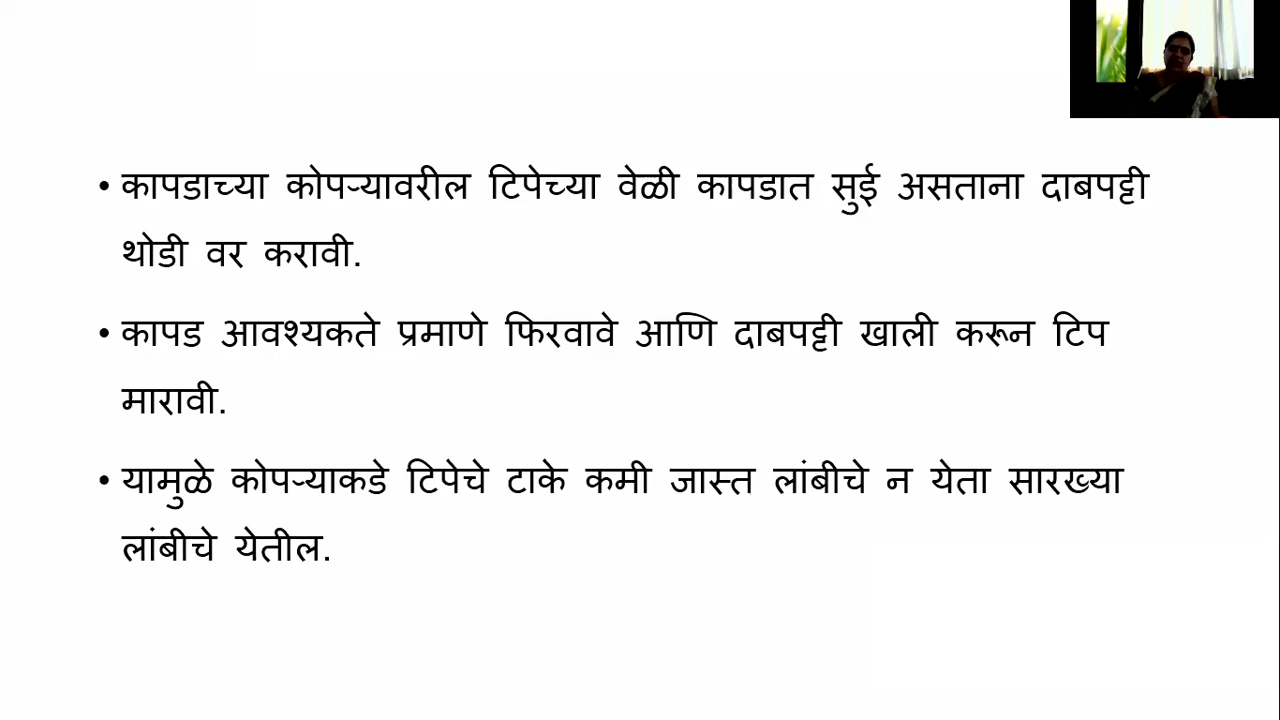 • कापडाच्या कोपऱ्यावरील टिपेच्या वेळी कापडात सुई असताना दाबपट्टी
थोडी वर करावी.
• कापड आवश्यकते प्रमाणे फिरवावे आणि दाबपट्टी खाली करून टिप
मारावी.
• यामुळे कोपऱ्याकडे टिपेचे टाके कमी जास्त लांबीचे न येता सारख्या
लांबीचे येतील.